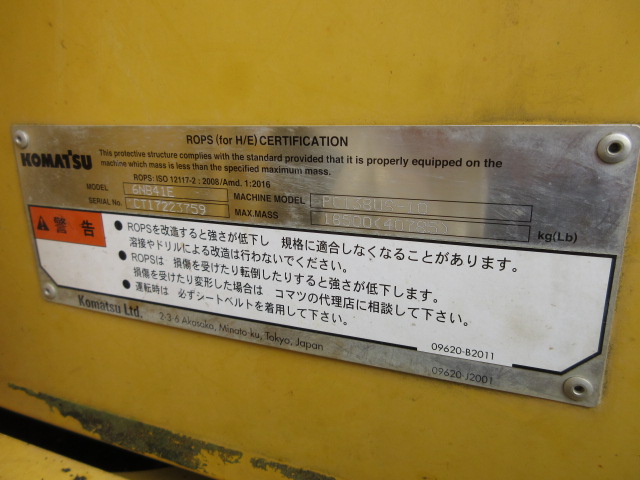 ROPS (for H/E) CERTIFICATION
KOMATSU
This protective structure complies with the standard provided that it is properly equipped on the
machine which mass is less than the specified maximum mass.
ROPS: ISO 12117-2 : 2008/Amd. 1:2016
MODEL 6N841E MACHINE MODEL PC138US-10
SERIAL No. MAX.MASS kg(Lb)
警告
● ROPSを改造すると強さが低下し 規格に適合しなくなることがあります。
溶接やドリルによる改造は行わないでください。
● ROPSは 損傷を受けたり転倒したりすると強さが低下します。
損傷を受けたり変形した場合は コマツの代理店に相談して下さい。
● 運転時は 必ずシートベルトを着用して下さい。
09620-B2011
Komatsu Ltd. 2-3-6 Akasaka, Minato-ku, Tokyo, Japan
09620-J2001